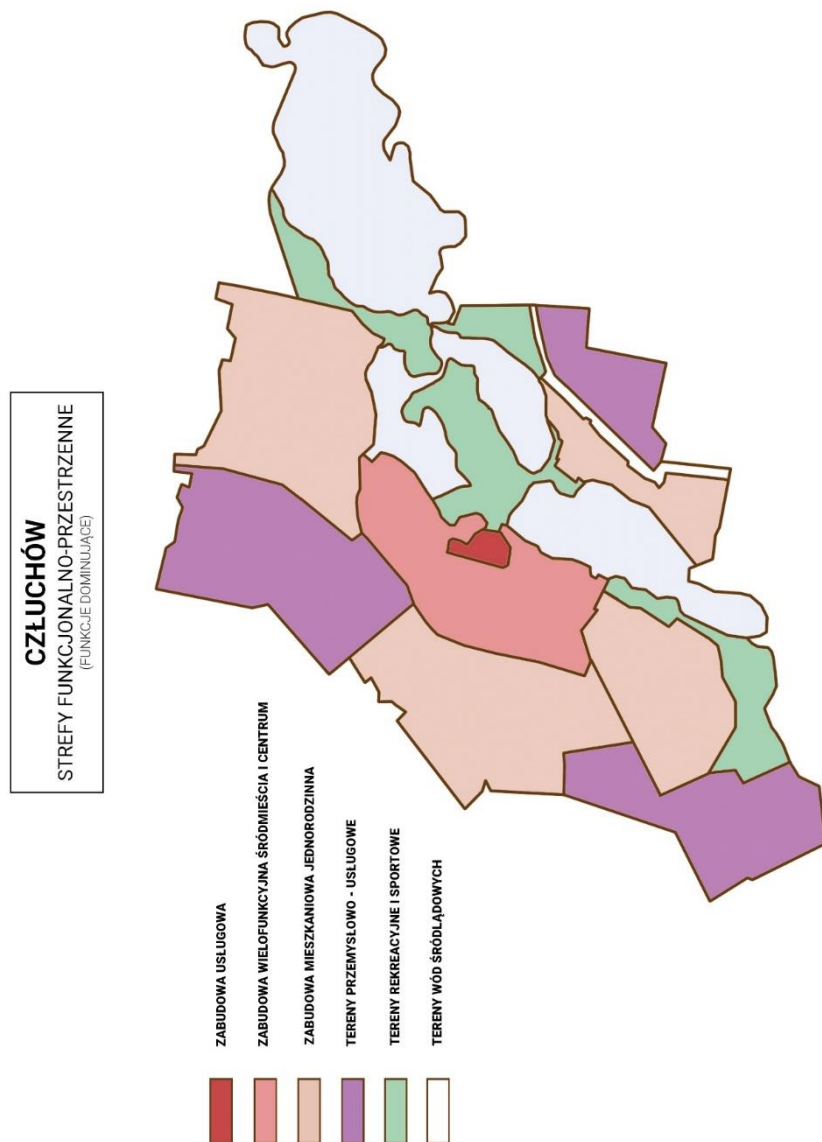 CZŁUCHÓW
STREFY FUNKCJONALNO-PRZESTRZENNE
(FUNKCJE DOMINUJĄCE)
ZABUDOWA USŁUGOWA
ZABUDOWA WIELOFUNKCYJNA ŚRÓDMIEŚCIA I CENTRUM
ZABUDOWA MIESZKANIOWA JEDNORODZINNA
TERENY PRZEMYSŁOWO - USŁUGOWE
TERENY REKREACYJNE I SPORTOWE
TERENY WÓD ŚRÓDLĄDOWYCH